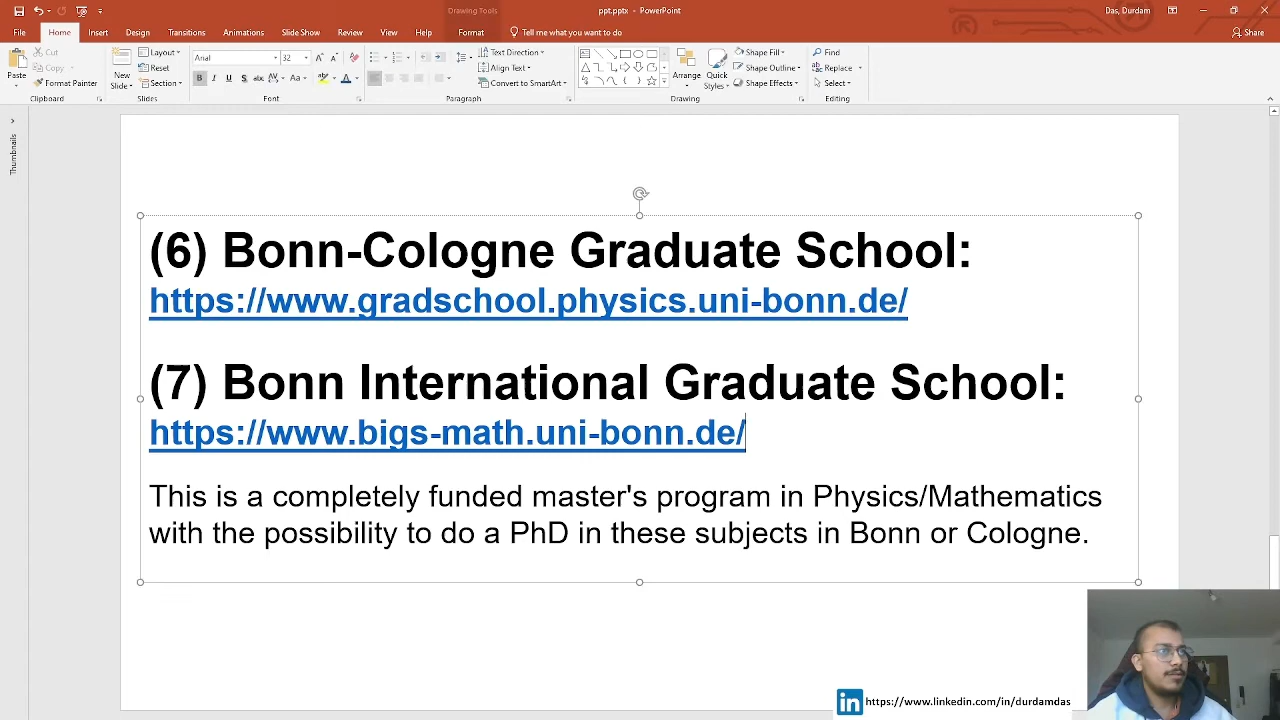 Drawing Tools
ppt.pptx - PowerPoint
Das, Durdam
File Home Insert Design Transitions Animations Slide Show Review View Help Format Tell me what you want to do Share
Paste
Cut
Copy
Format Painter
Clipboard
New
Slide
Layout
Reset
Section
Slides
Arial 32
B I U S abc AV Aa A
Font
Text Direction
Align Text
Convert to SmartArt
Paragraph
Arrange
Quick
Styles
Shape Fill
Shape Outline
Shape Effects
Drawing
Find
Replace
Select
Editing
Thumbnails
(6) Bonn-Cologne Graduate School:
https://www.gradschool.physics.uni-bonn.de/
(7) Bonn International Graduate School:
https://www.bigs-math.uni-bonn.de/
This is a completely funded master's program in Physics/Mathematics
with the possibility to do a PhD in these subjects in Bonn or Cologne.
in https://www.linkedin.com/in/durdamdas